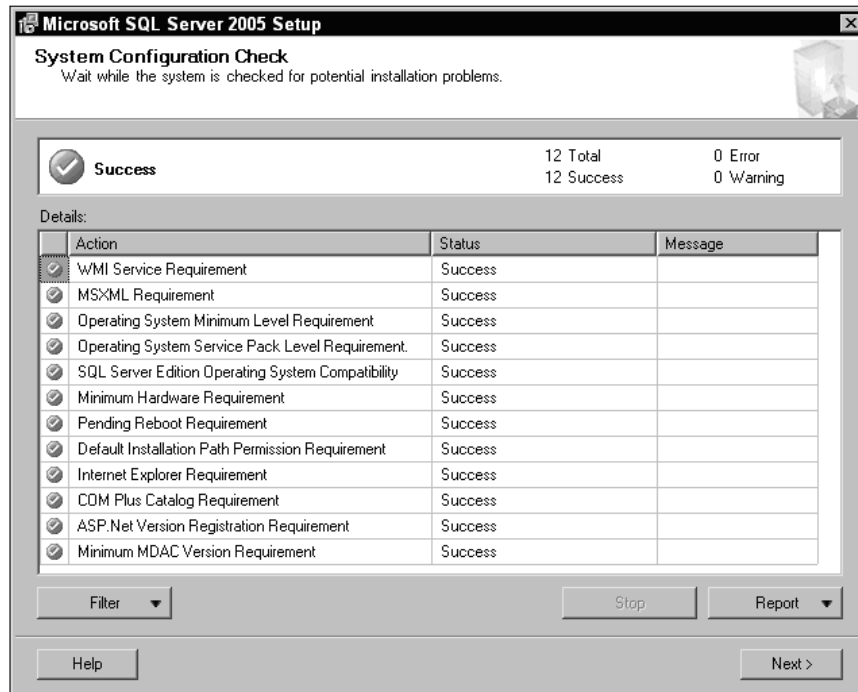 Microsoft SQL Server 2005 Setup
System Configuration Check
Wait while the system is checked for potential installation problems.
Success
12 Total
0 Error
12 Success
0 Warning
Details:
Action Status Message
WMI Service Requirement Success
MSXML Requirement Success
Operating System Minimum Level Requirement Success
Operating System Service Pack Level Requirement. Success
SQL Server Edition Operating System Compatibility Success
Minimum Hardware Requirement Success
Pending Reboot Requirement Success
Default Installation Path Permission Requirement Success
Internet Explorer Requirement Success
COM Plus Catalog Requirement Success
ASP.Net Version Registration Requirement Success
Minimum MDAC Version Requirement Success
Filter Stop Report
Help Next >